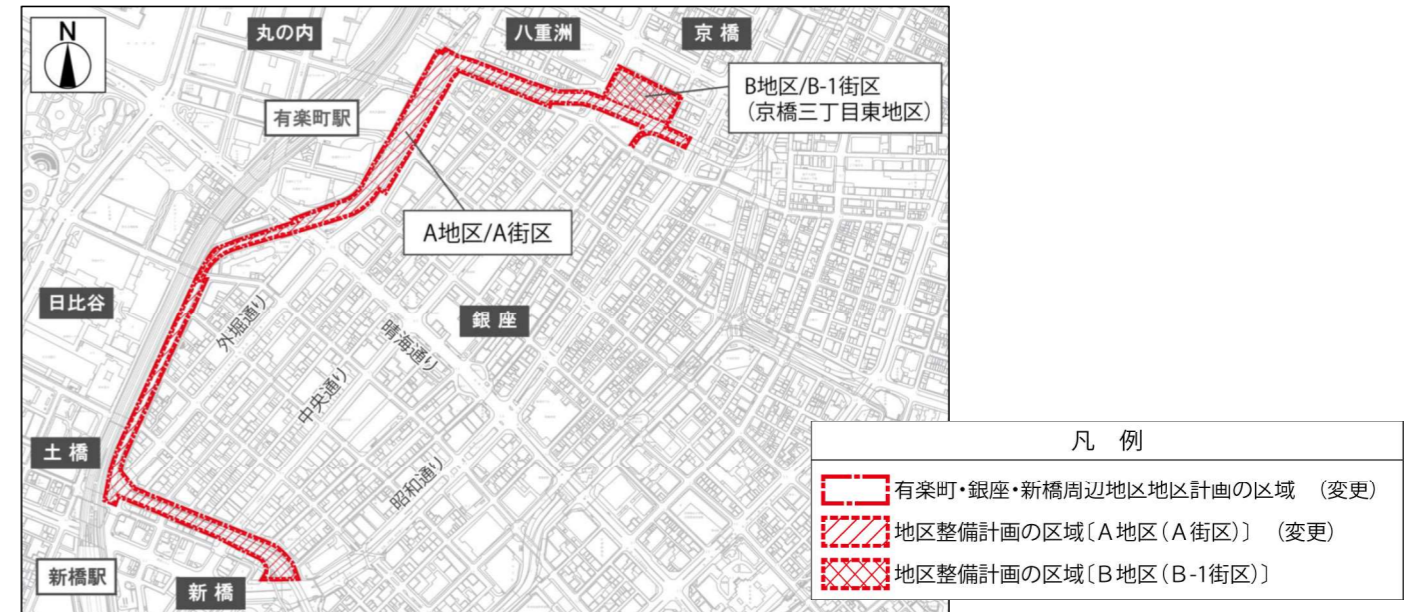 N
丸の内
八重洲
京橋
B地区/B-1街区
(京橋三丁目東地区)
有楽町駅
A地区/A街区
日比谷
外堀通り
晴海通り
銀座
中央通り
昭和通り
土橋
新橋駅
新橋
凡 例
有楽町・銀座・新橋周辺地区地区計画の区域 (変更)
地区整備計画の区域〔A地区(A街区)〕 (変更)
地区整備計画の区域〔B地区(B-1街区)〕